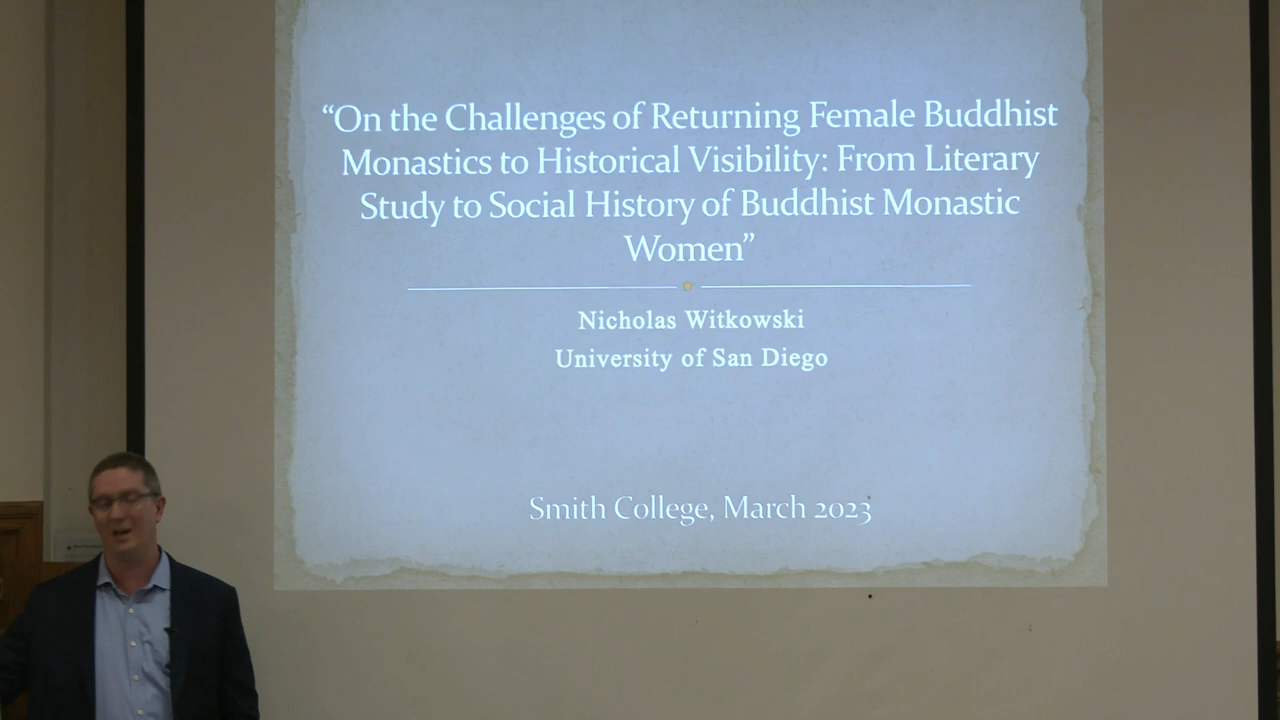 “On the Challenges of Returning Female Buddhist
Monastics to Historical Visibility: From Literary
Study to Social History of Buddhist Monastic
Women”
Nicholas Witkowski
University of San Diego
Smith College, March 2023